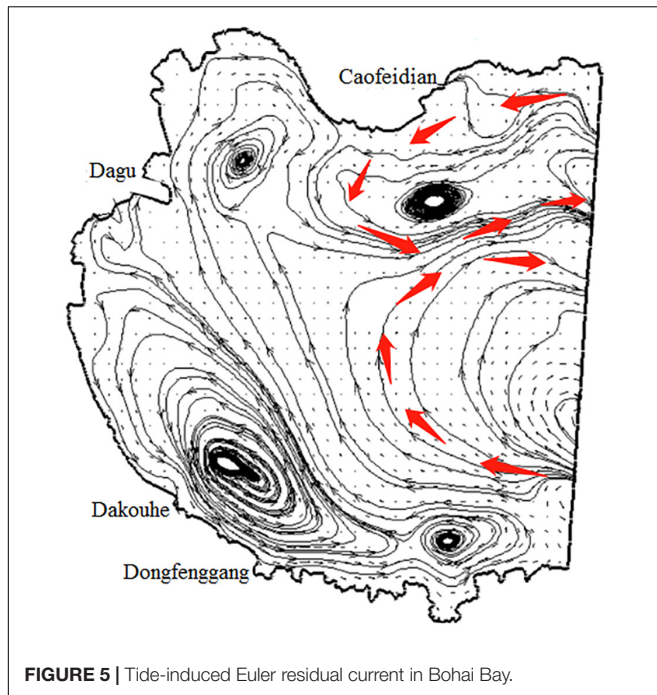 Caofeidian
Dagu
Dakouhe
Dongfenggang
FIGURE 5 | Tide-induced Euler residual current in Bohai Bay.